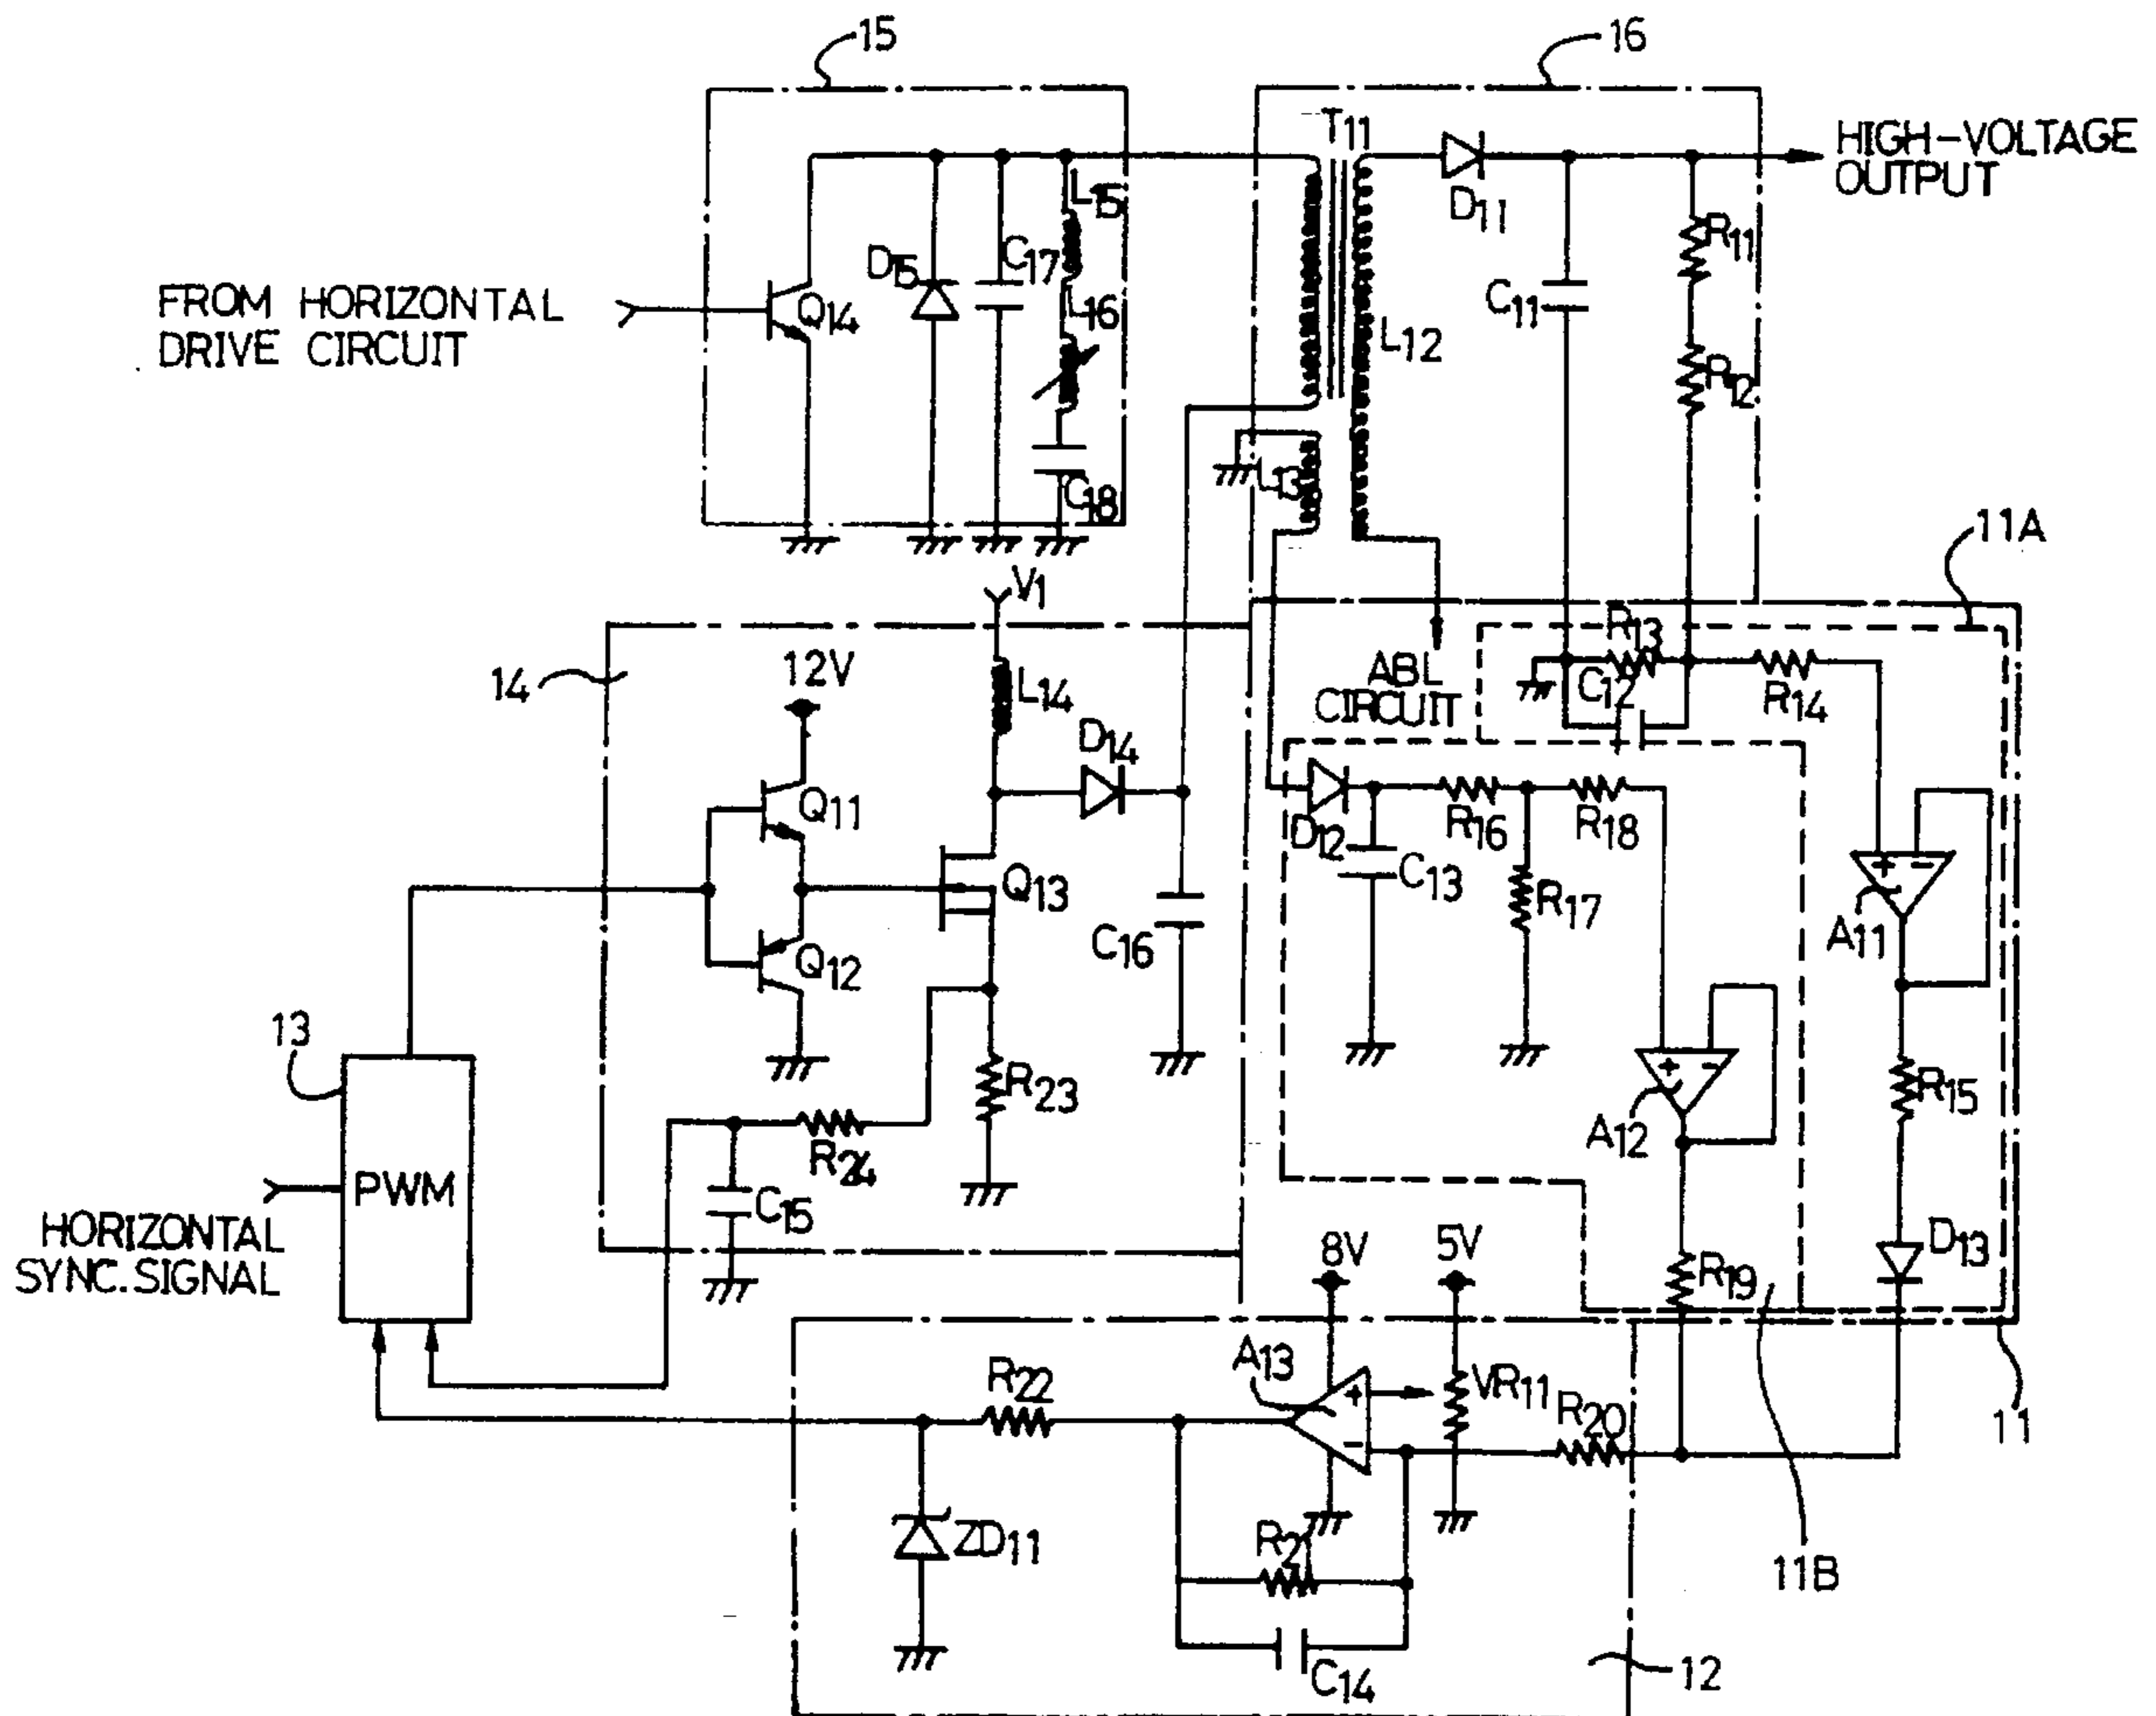 15
16
T11
HIGH-VOLTAGE
OUTPUT
L15
D11
R11
D15
C17
FROM HORIZONTAL
DRIVE CIRCUIT
Q14
L16
C11
L12
R12
L13
C18
11A
V1
R13
14
12V
L14
ABL
CIRCUIT
C12
R14
D14
Q11
D12
R16
R18
C13
Q13
R17
A11
C16
Q12
13
R23
R15
A12
R24
PWM
C15
HORIZONTAL
SYNC. SIGNAL
8V
5V
D13
R19
A13
R22
+
-
VR11
R20
11
ZD11
R21
11B
C14
12
+ -
+ -